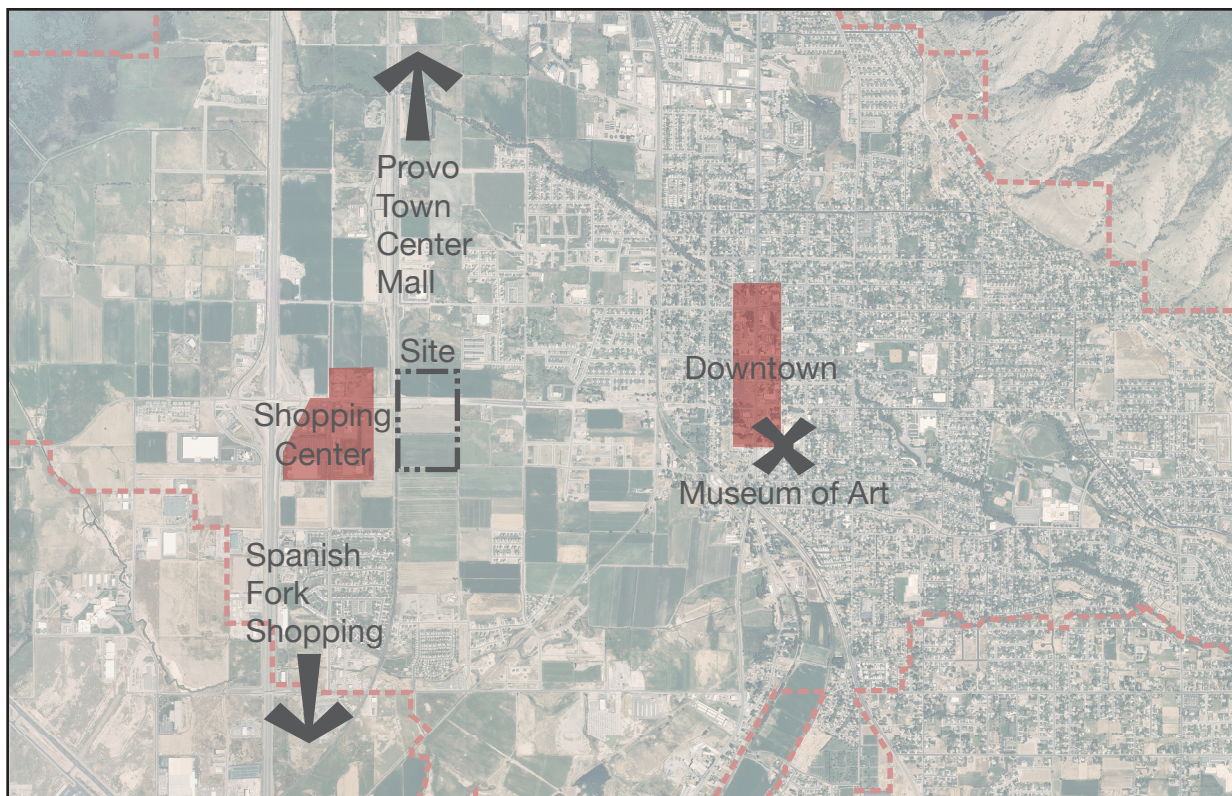 Provo
Town
Center
Mall
Site
Downtown
Shopping
Center
Museum of Art
Spanish
Fork
Shopping